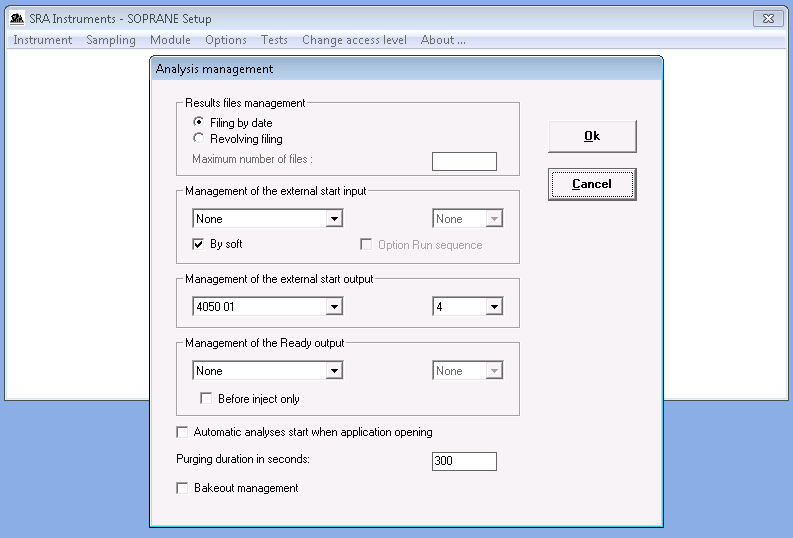 SRA SRA Instruments - SOPRANE Setup
Instrument Sampling Module Options Tests Change access level About ...
Analysis management
Results files management
Filing by date
Revolving filing
Maximum number of files :
Ok
Cancel
Management of the external start input
None None
By soft Option Run sequence
Management of the external start output
4050 01 4
Management of the Ready output
None None
Before inject only
Automatic analyses start when application opening
Purging duration in seconds: 300
Bakeout management